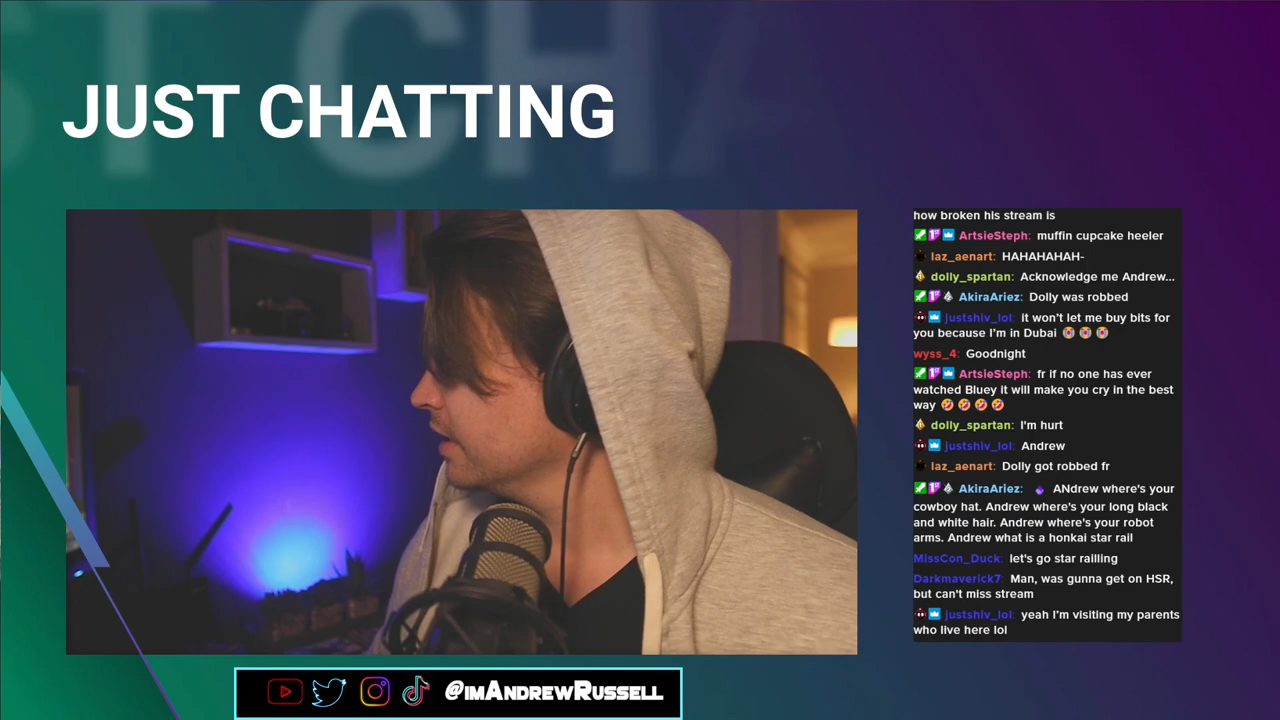 ST CHA
JUST CHATTING
how broken his stream is
ArtsieSteph: muffin cupcake heeler
laz_aenart: HAHAHAHAH-
dolly_spartan: Acknowledge me Andrew...
AkiraAriez: Dolly was robbed
justshiv_lol: it won't let me buy bits for
you because I'm in Dubai 😭 😭 😭
wyss_4: Goodnight
ArtsieSteph: fr if no one has ever
watched Bluey it will make you cry in the best
way 🤣 🤣 🤣 🤣
dolly_spartan: I'm hurt
justshiv_lol: Andrew
laz_aenart: Dolly got robbed fr
AkiraAriez: ANdrew where's your
cowboy hat. Andrew where's your long black
and white hair. Andrew where's your robot
arms. Andrew what is a honkai star rail
MissCon_Duck: let's go star railling
Darkmaverick7: Man, was gunna get on HSR,
but can't miss stream
justshiv_lol: yeah I'm visiting my parents
who live here lol
@imAndrewRussell